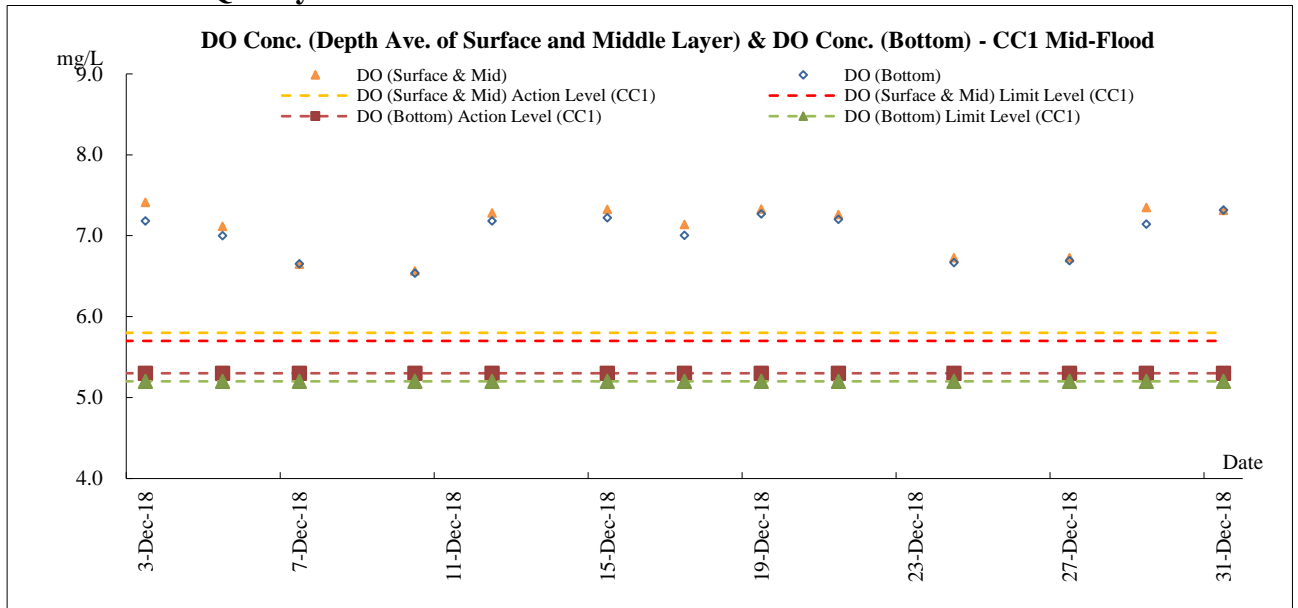 DO Conc. (Depth Ave. of Surface and Middle Layer) & DO Conc. (Bottom) - CC1 Mid-Flood
mg/L
DO (Surface & Mid)
DO (Bottom)
DO (Surface & Mid) Action Level (CC1)
DO (Surface & Mid) Limit Level (CC1)
DO (Bottom) Action Level (CC1)
DO (Bottom) Limit Level (CC1)
9.0
8.0
7.0
6.0
5.0
4.0
Date
3-Dec-18
7-Dec-18
11-Dec-18
15-Dec-18
19-Dec-18
23-Dec-18
27-Dec-18
31-Dec-18